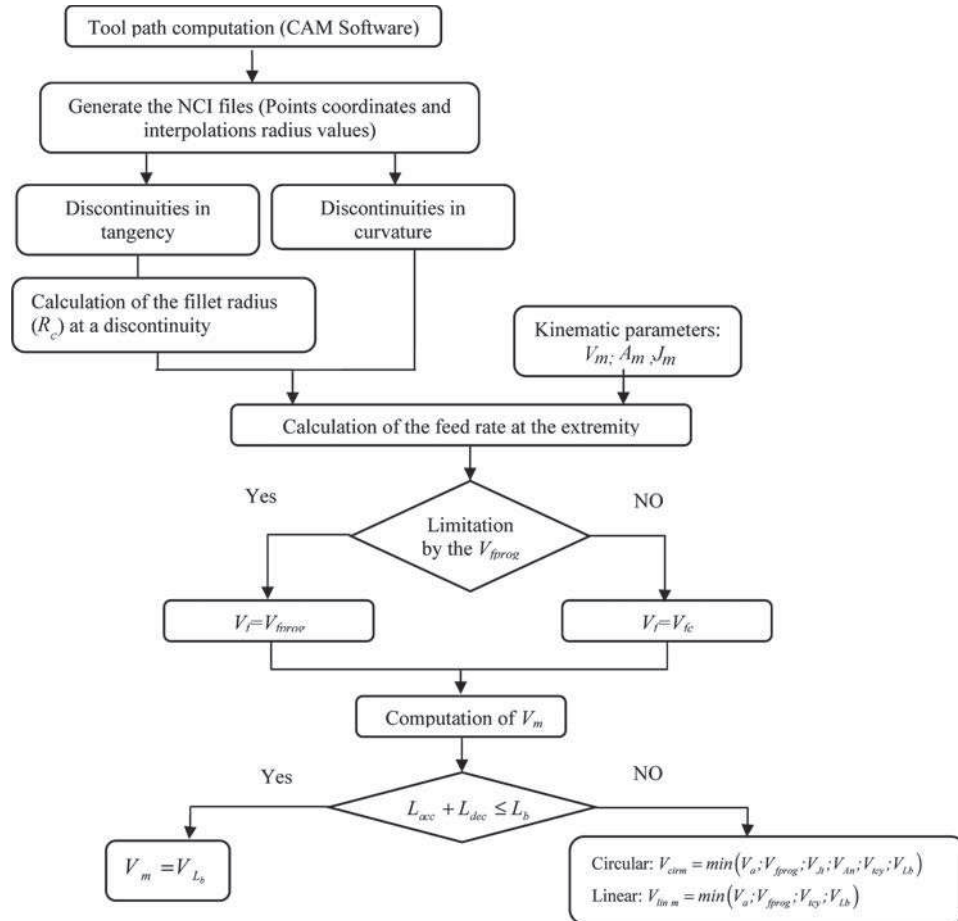 Tool path computation (CAM Software)
Generate the NCI files (Points coordinates and
interpolations radius values)
Discontinuities in
tangency
Discontinuities in
curvature
Calculation of the fillet radius
(R_c) at a discontinuity
Kinematic parameters:
V_m; A_m ,J_m
Calculation of the feed rate at the extremity
Yes
NO
Limitation
by the V_fprog
V_f=V_fprog
V_f=V_fc
Computation of V_m
Yes
NO
L_acc + L_dec ≤ L_b
V_m = V_{L_b}
Circular: V_cirm = min(V_a;V_fprog;V_Jt;V_An;V_tcy;V_Lb)
Linear: V_lin m = min(V_a;V_fprog;V_tcy;V_Lb)